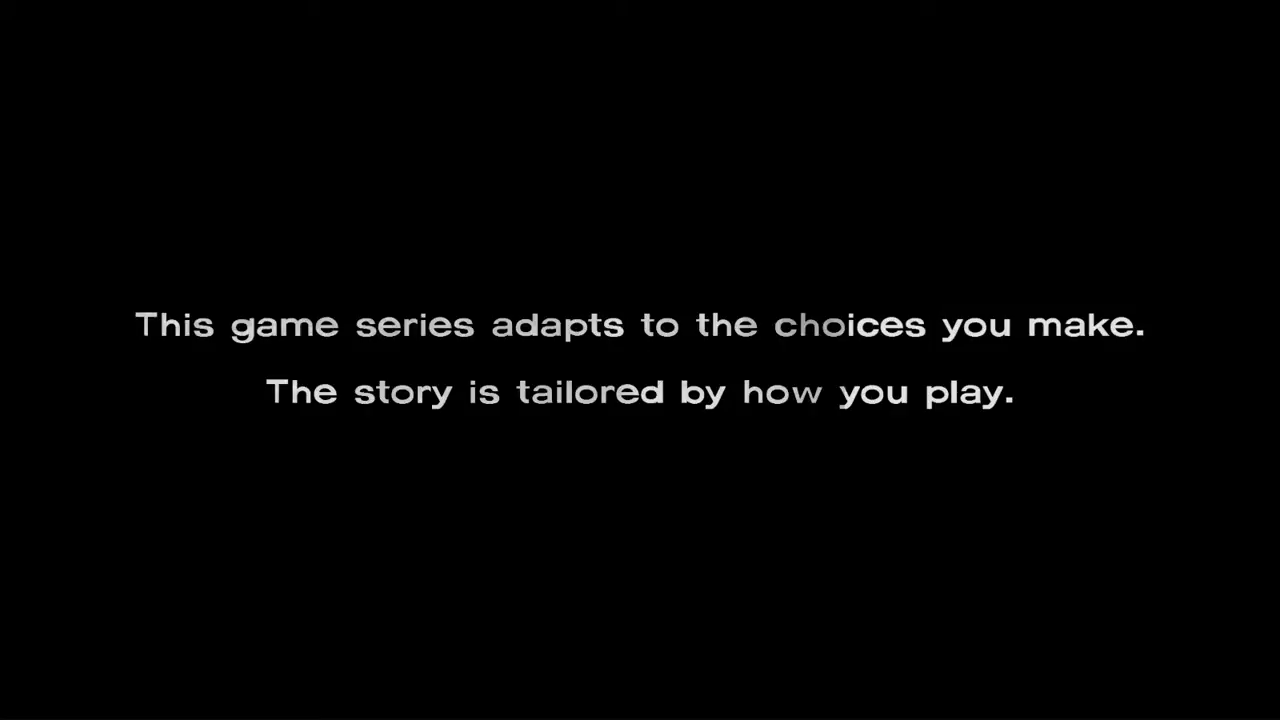 This game series adapts to the choices you make.
The story is tailored by how you play.